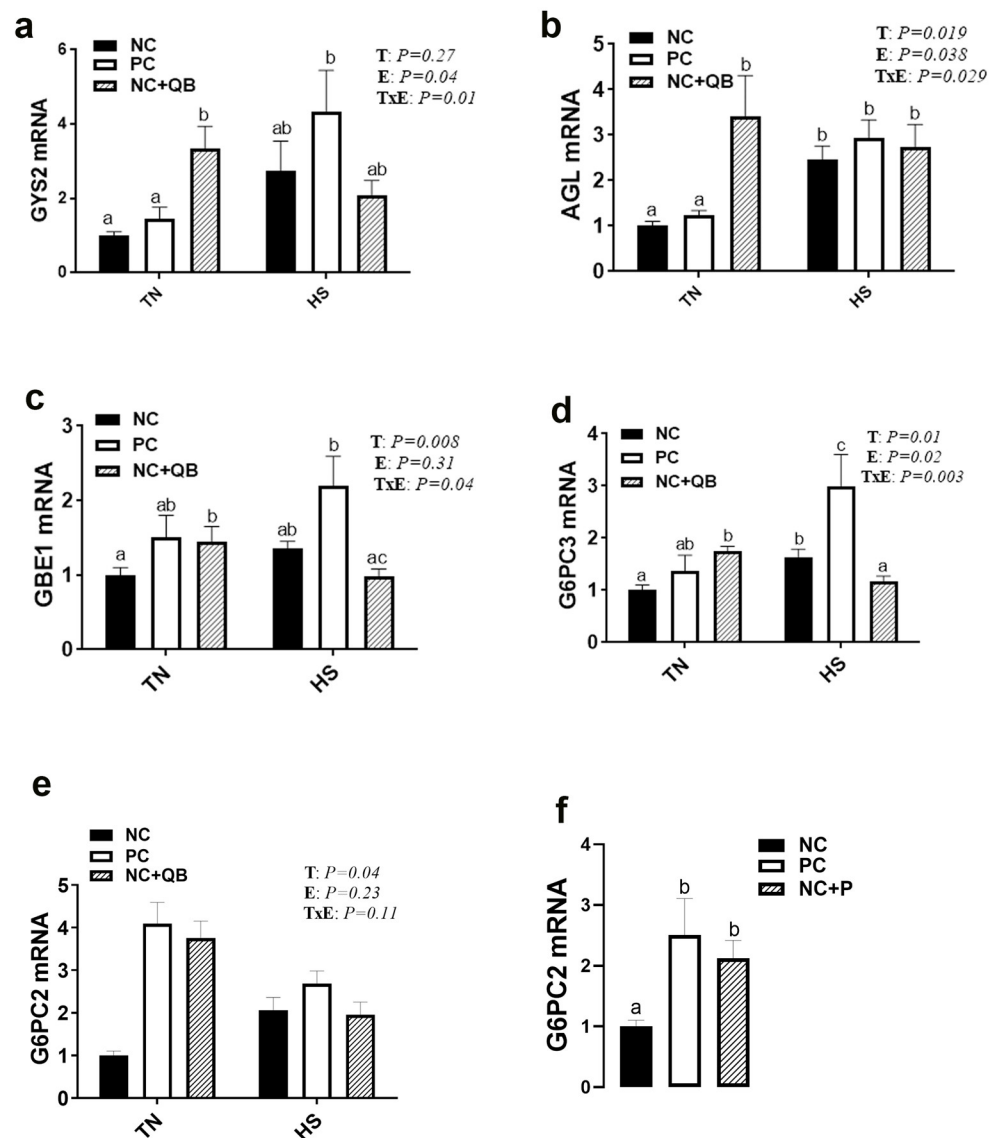 a
NC
PC
NC+QB
T: P=0.27
E: P=0.04
TxE: P=0.01
GYS2 mRNA
6
4
2
0
a
a
b
ab
b
ab
TN
HS
b
NC
PC
NC+QB
T: P=0.019
E: P=0.038
TxE: P=0.029
AGL mRNA
5
4
3
2
1
0
a
a
b
b
b
b
TN
HS
c
NC
PC
NC+QB
T: P=0.008
E: P=0.31
TxE: P=0.04
GBE1 mRNA
3
2
1
0
a
ab
b
ab
b
ac
TN
HS
d
NC
PC
NC+QB
T: P=0.01
E: P=0.02
TxE: P=0.003
G6PC3 mRNA
4
3
2
1
0
a
ab
b
b
c
a
TN
HS
e
NC
PC
NC+QB
T: P=0.04
E: P=0.23
TxE: P=0.11
G6PC2 mRNA
5
4
3
2
1
0
TN
HS
f
NC
PC
NC+P
G6PC2 mRNA
4
3
2
1
0
a
b
b